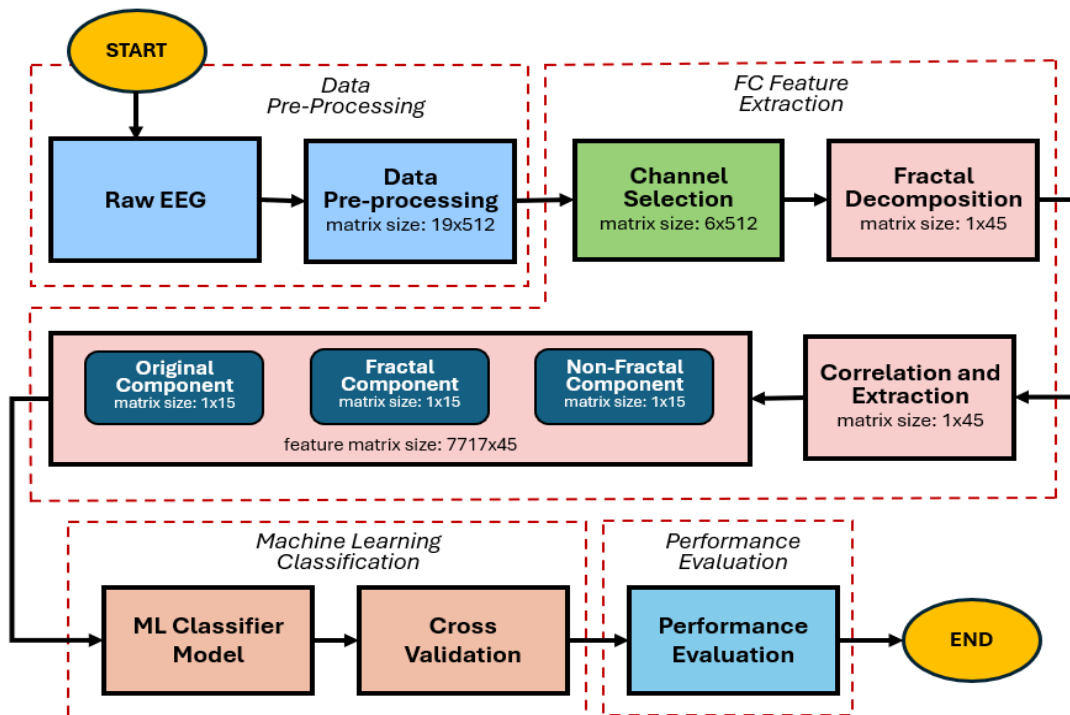 START
Data
Pre-Processing
FC Feature
Extraction
Raw EEG
Data
Pre-processing
matrix size: 19x512
Channel
Selection
matrix size: 6x512
Fractal
Decomposition
matrix size: 1x45
Original
Component
matrix size: 1x15
Fractal
Component
matrix size: 1x15
Non-Fractal
Component
matrix size: 1x15
feature matrix size: 7717x45
Correlation and
Extraction
matrix size: 1x45
Machine Learning
Classification
Performance
Evaluation
ML Classifier
Model
Cross
Validation
Performance
Evaluation
END